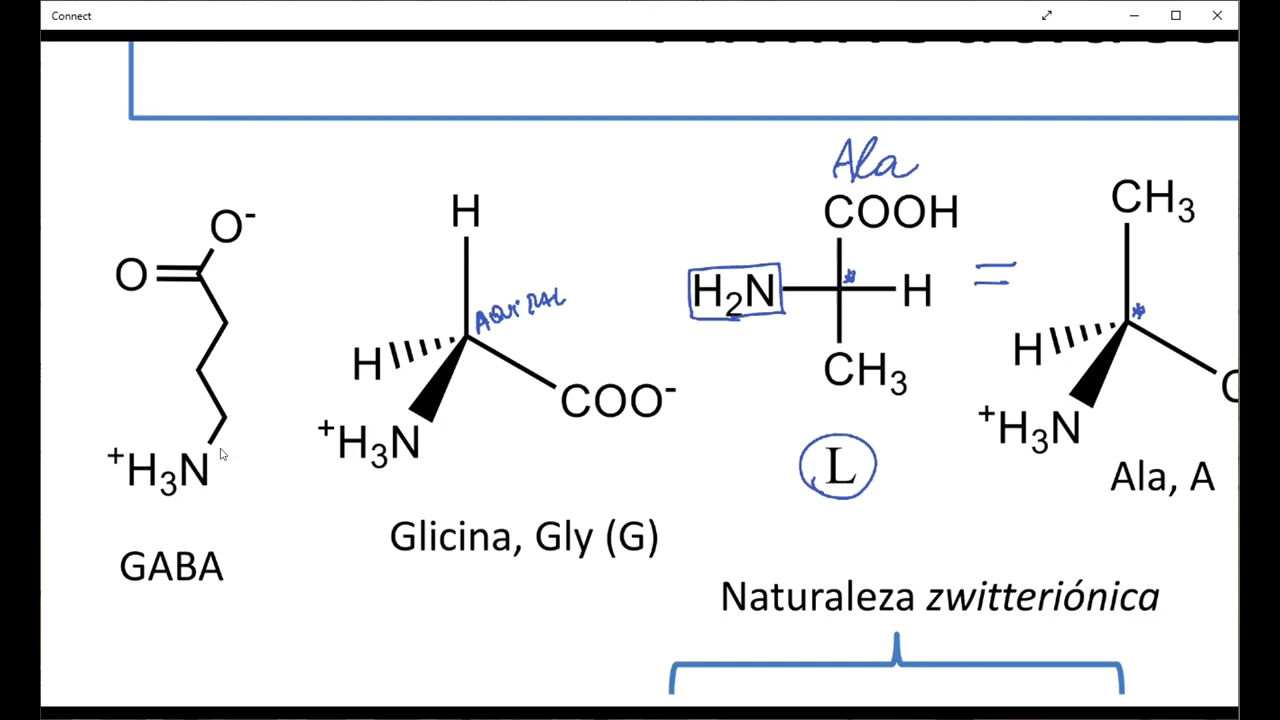 Connect
Ala
COOH
H2N
*
H
CH3
=
L
O-
O
+H3N
GABA
H
AQUIRAL
H
COO-
+H3N
Glicina, Gly (G)
CH3
*
H
+H3N
Ala, A
Naturaleza zwitteriónica